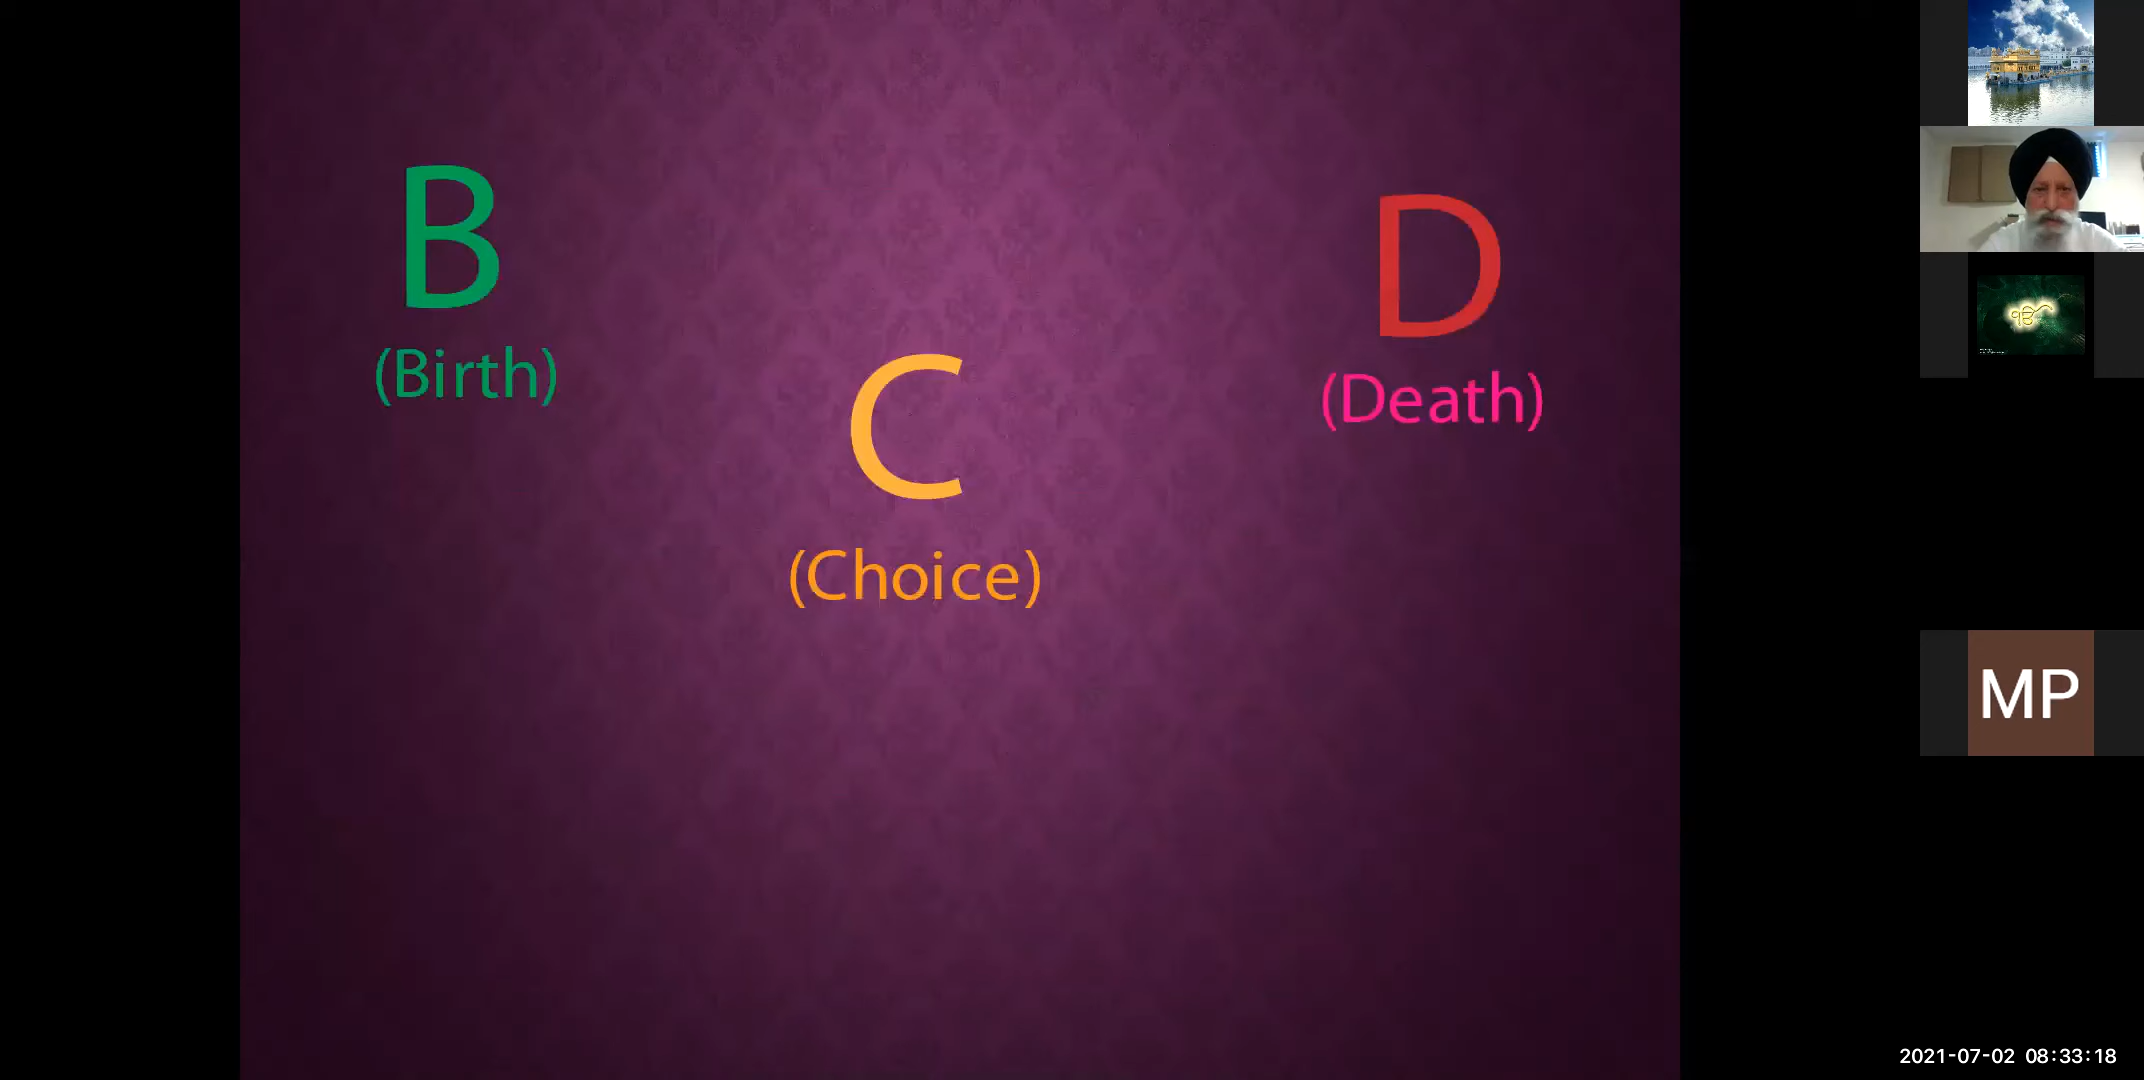 B
(Birth)
C
(Choice)
D
(Death)
ੴ
MP
2021-07-02 08:33:18